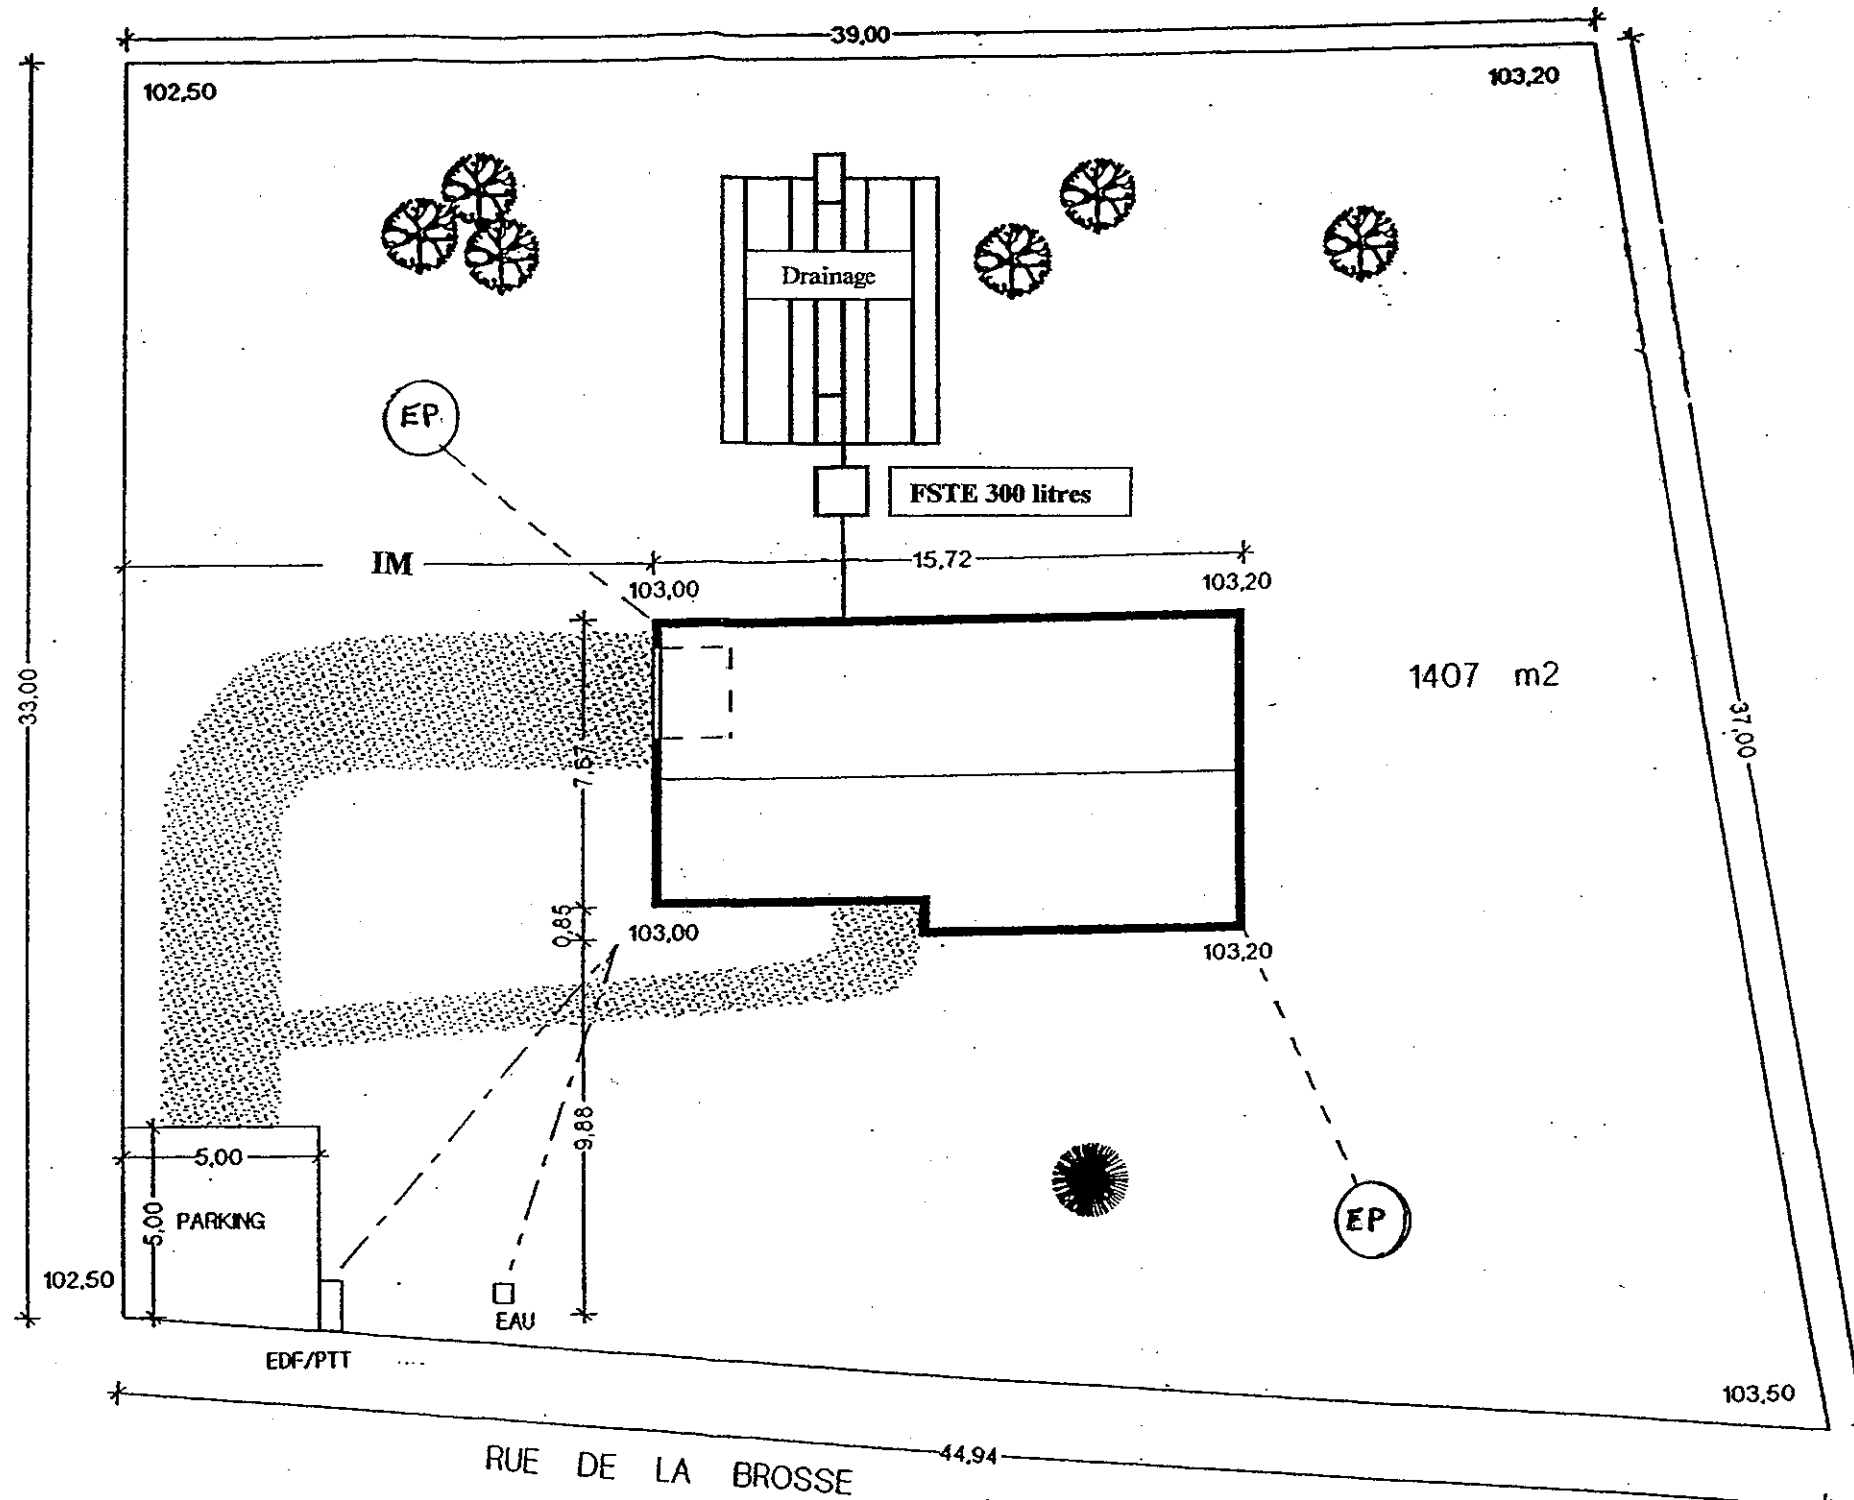 39,00
102,50
103,20
Drainage
EP
FSTE 300 litres
IM
15,72
103,00
103,20
33,00
1407 m2
37,00
7,67
0,85
103,00
103,20
9,88
5,00
5,00
PARKING
EP
102,50
EAU
EDF/PTT
103,50
44,94
RUE DE LA BROSSE